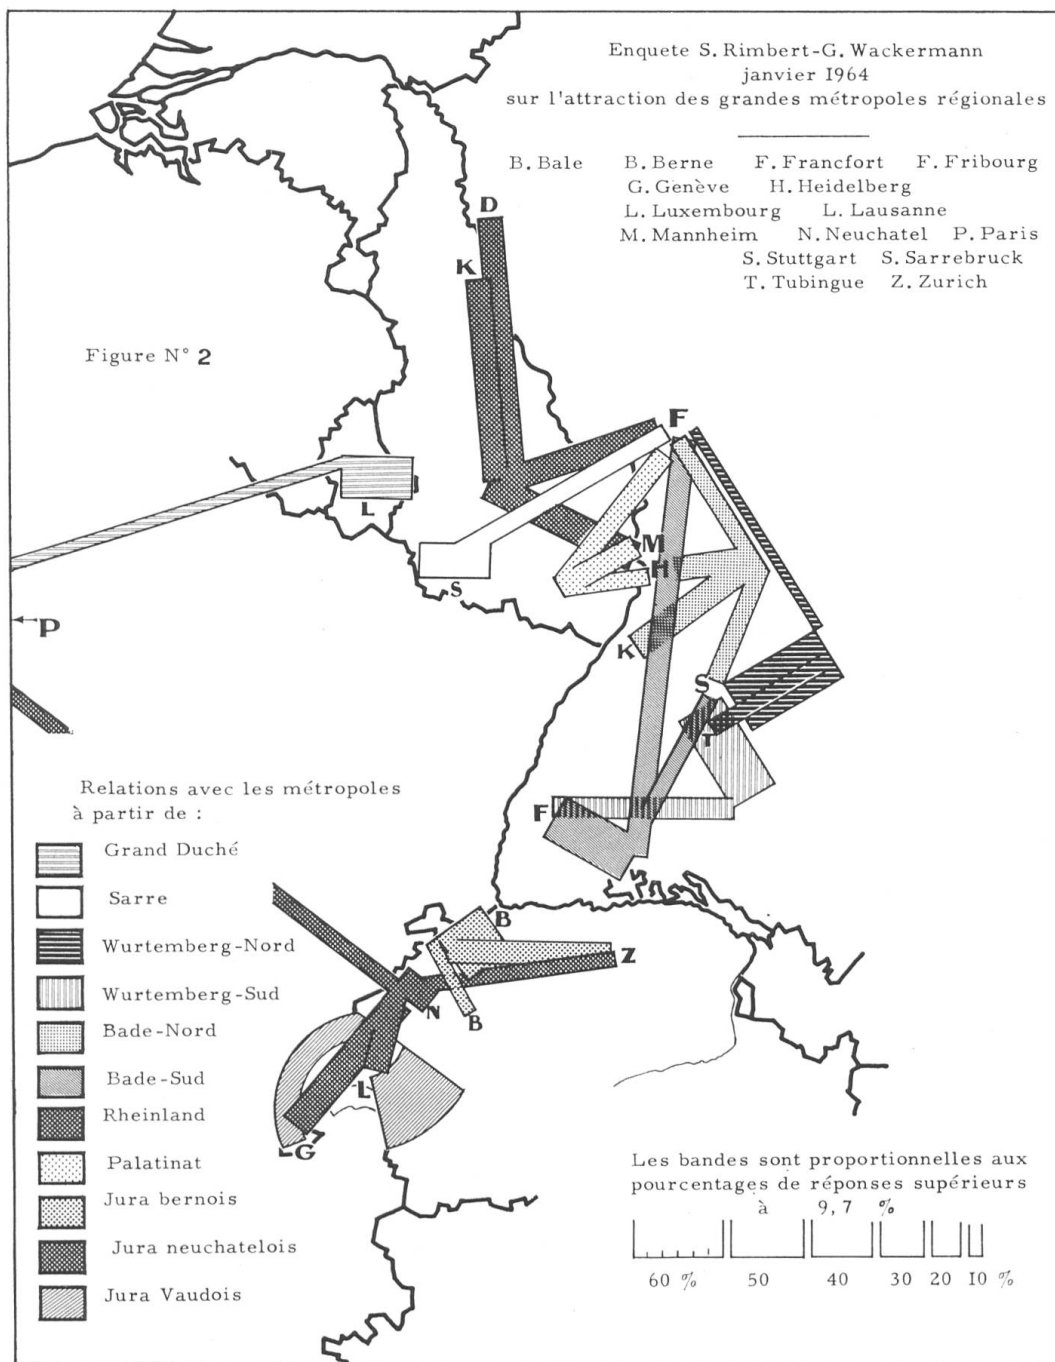 Enquete S. Rimbert-G. Wackermann
janvier I964
sur l'attraction des grandes métropoles régionales
B. Bale B. Berne F. Francfort F. Fribourg
G. Genève H. Heidelberg
L. Luxembourg L. Lausanne
M. Mannheim N. Neuchatel P. Paris
S. Stuttgart S. Sarrebruck
T. Tubingue Z. Zurich
D
K
Figure N° 2
F
L
M
H
S
P
K
S
T
F
B
Z
N
B
L
G
Relations avec les métropoles
à partir de :
Grand Duché
Sarre
Wurtemberg-Nord
Wurtemberg-Sud
Bade-Nord
Bade-Sud
Rheinland
Palatinat
Jura bernois
Jura neuchatelois
Jura Vaudois
Les bandes sont proportionnelles aux
pourcentages de réponses supérieurs
à 9,7 %
60 % 50 40 30 20 I0 %